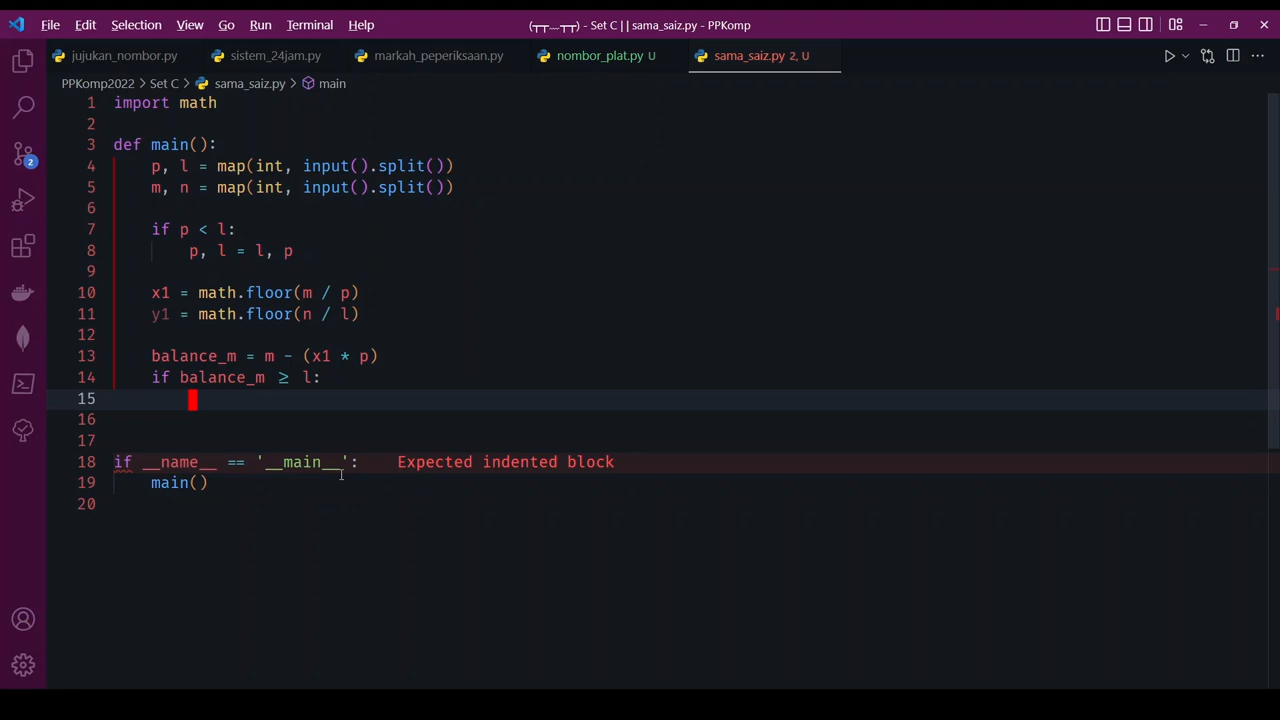 File Edit Selection View Go Run Terminal Help
(┬┬﹏┬┬) - Set C | | sama_saiz.py - PPKomp
jujukan_nombor.py sistem_24jam.py markah_peperiksaan.py nombor_plat.py U sama_saiz.py 2, U
PPKomp2022 > Set C > sama_saiz.py > main
1 import math
2
3 def main():
4 p, l = map(int, input().split())
5 m, n = map(int, input().split())
6
7 if p < l:
8 p, l = l, p
9
10 x1 = math.floor(m / p)
11 y1 = math.floor(n / l)
12
13 balance_m = m - (x1 * p)
14 if balance_m ≥ l:
15
16
17
18 if __name__ == '__main__': Expected indented block
19 main()
20
2